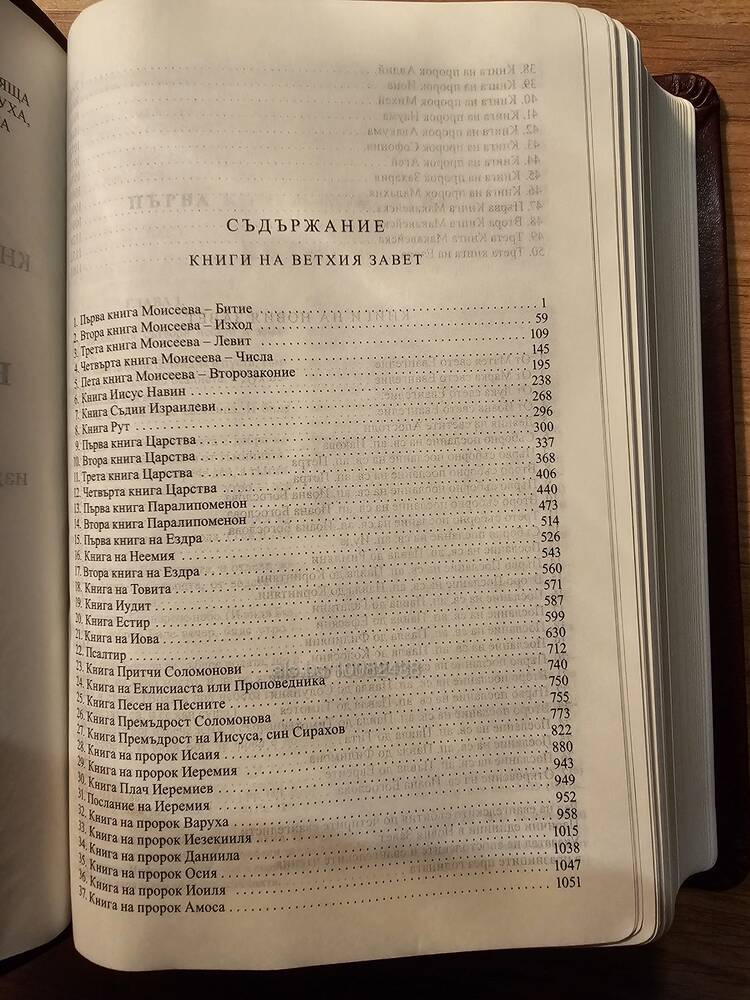 ЯЩА
УХА,
А
СЪДЪРЖАНИЕ
КНИГИ НА ВЕТХИЯ ЗАВЕТ
1. Първа книга Моисеева – Битие 1
2. Втора книга Моисеева – Изход 59
3. Трета книга Моисеева – Левит 109
4. Четвърта книга Моисеева – Числа 145
5. Пета книга Моисеева – Второзаконие 195
6. Книга Иисус Навин 238
7. Книга Съдии Израилеви 268
8. Книга Рут 296
9. Първа книга Царства 300
10. Втора книга Царства 337
11. Трета книга Царства 368
12. Четвърта книга Царства 406
13. Първа книга Паралипоменон 440
14. Втора книга Паралипоменон 473
15. Първа книга на Ездра 514
16. Книга на Неемия 526
17. Втора книга на Ездра 543
18. Книга на Товита 560
19. Книга Иудит 571
20. Книга Естир 587
21. Книга на Иова 599
22. Псалтир 630
23. Книга Притчи Соломонови 712
24. Книга на Еклисиаста или Проповедника 740
25. Книга Песен на Песните 750
26. Книга Премъдрост Соломонова 755
27. Книга Премъдрост на Иисуса, син Сирахов 773
28. Книга на пророк Исаия 822
29. Книга на пророк Иеремия 880
30. Книга Плач Иеремиев 943
31. Послание на Иеремия 949
32. Книга на пророк Варуха 952
33. Книга на пророк Иезекииля 958
34. Книга на пророк Даниила 1015
35. Книга на пророк Осия 1038
36. Книга на пророк Иоиля 1047
37. Книга на пророк Амоса 1051